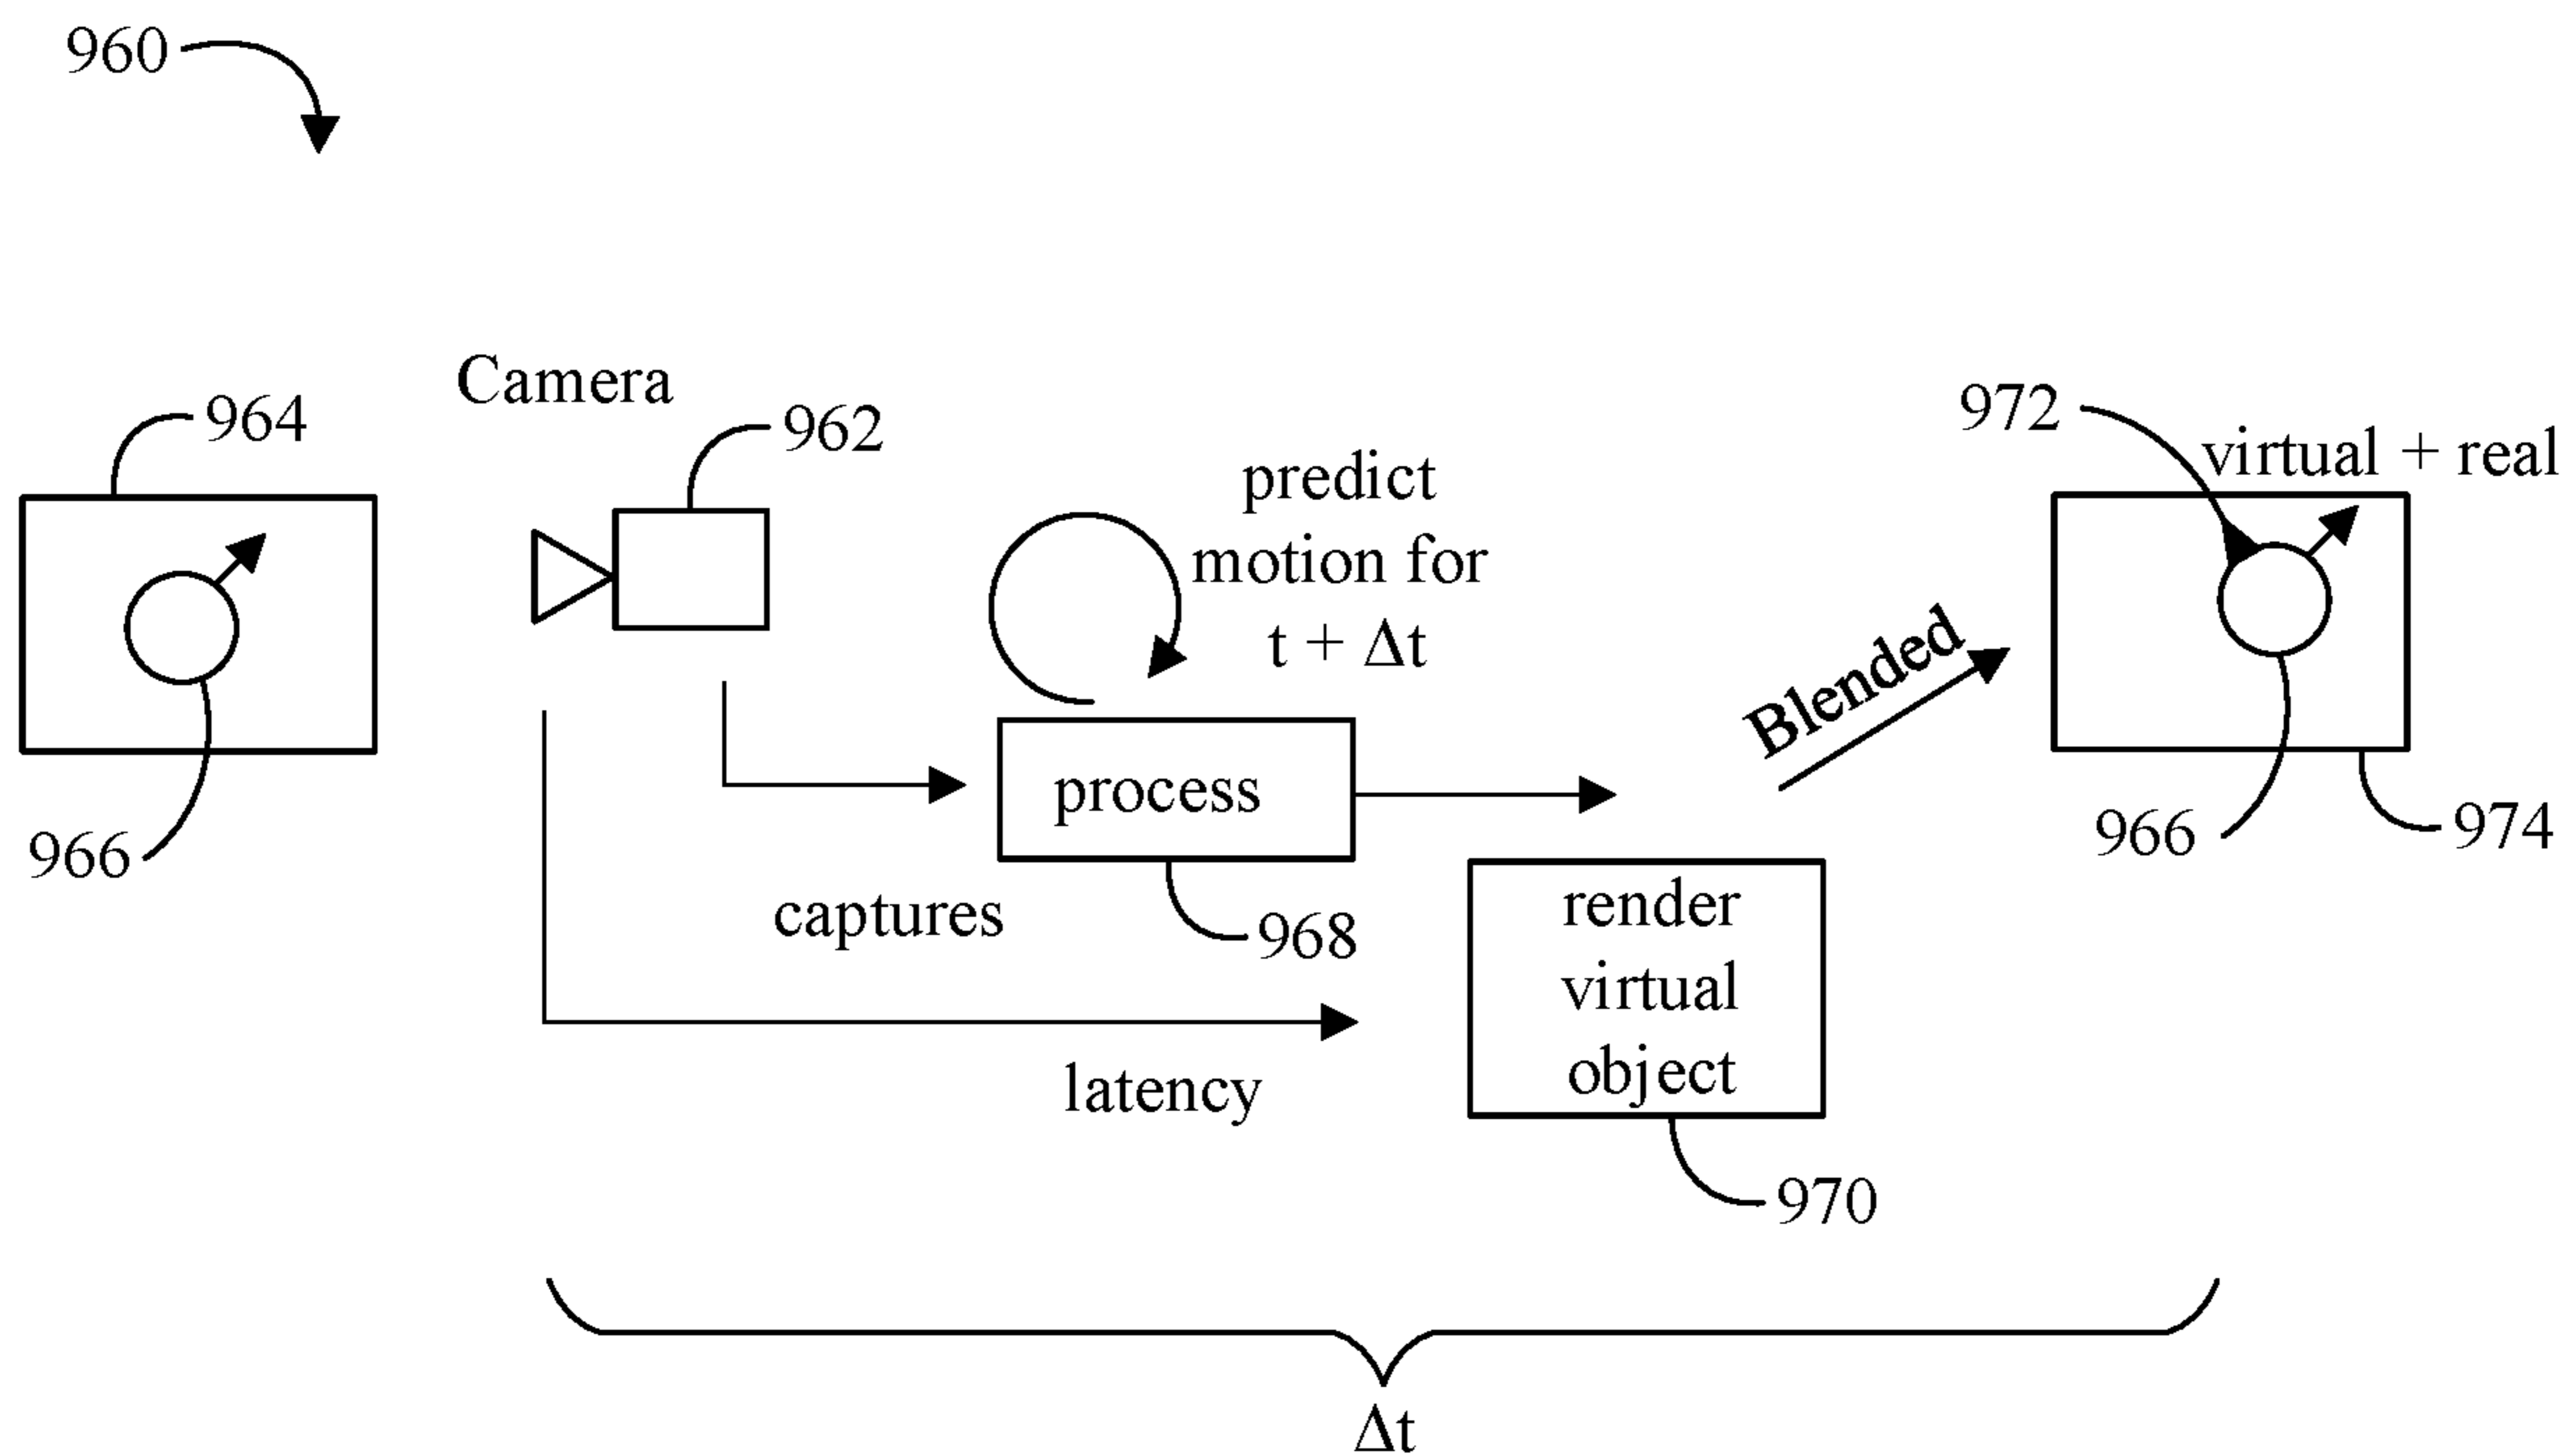 960
Camera
964
962
972
virtual + real
predict
motion for
t + Δt
Blended
process
966
966
974
captures
968
render
virtual
object
latency
970
Δt